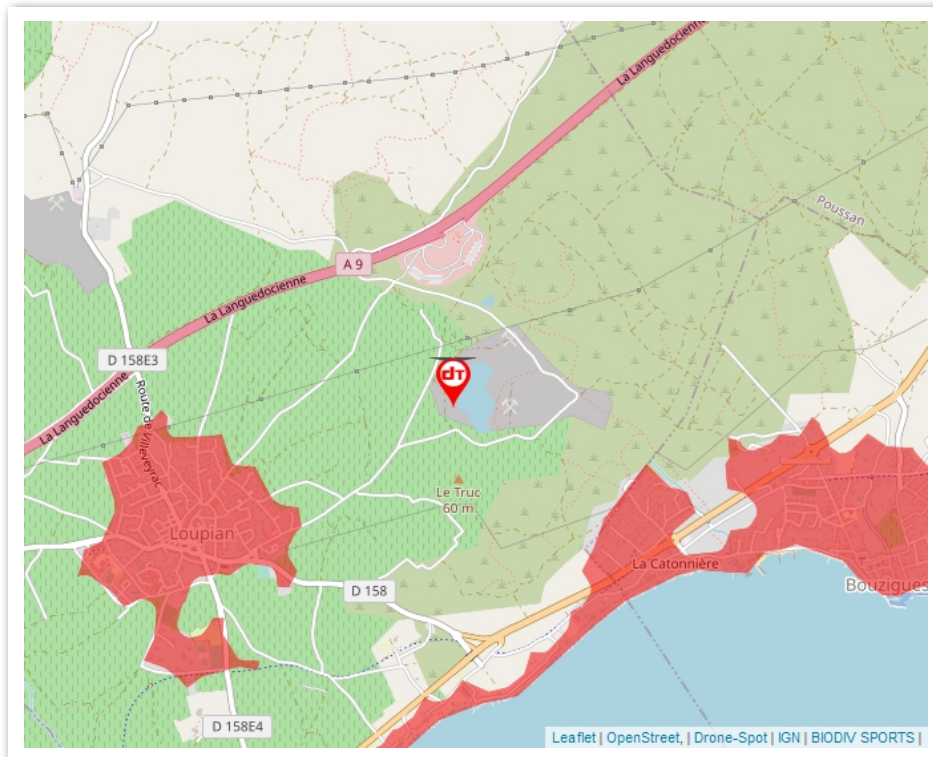 La Languedocienne
Poussan
A 9
La Languedocienne
D 158E3
La Languedocienne
Route de Villeveyrac
dT
Le Truc
60 m
Loupian
La Catonnière
D 158
Bouzigues
D 158E4
Leaflet | OpenStreet, | Drone-Spot | IGN | BIODIV SPORTS |